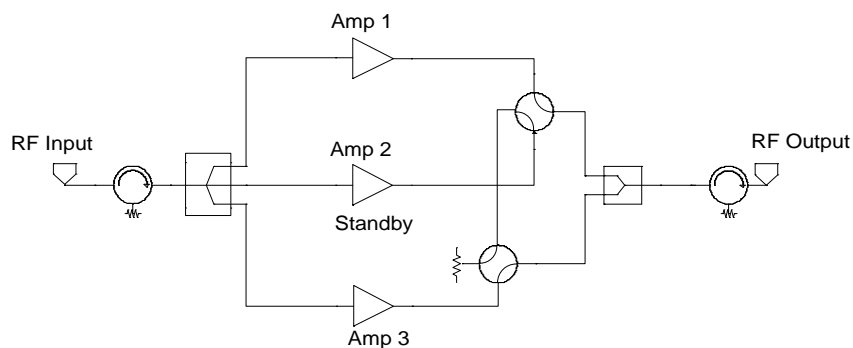 Amp 1
RF Input
Amp 2
RF Output
Standby
Amp 3